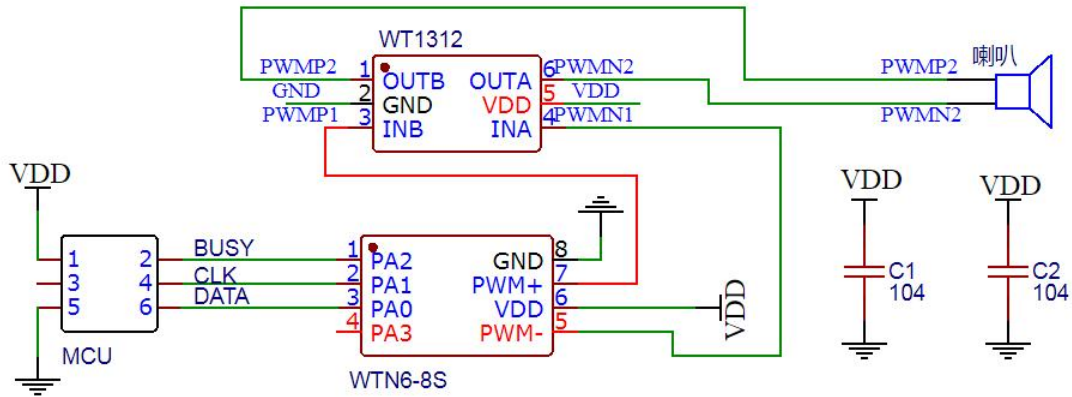 WT1312
PWMP2 1 OUTB OUTA 6 PWMN2
GND 2 GND VDD 5 VDD
PWMP1 3 INB INA 4 PWMN1
喇叭
PWMP2
PWMN2
VDD
1 2 BUSY
3 4 CLK
5 6 DATA
MCU
1 PA2 GND 8
2 PA1 PWM+ 7
3 PA0 VDD 6
4 PA3 PWM- 5
WTN6-8S
VDD
VDD
C1
104
VDD
C2
104